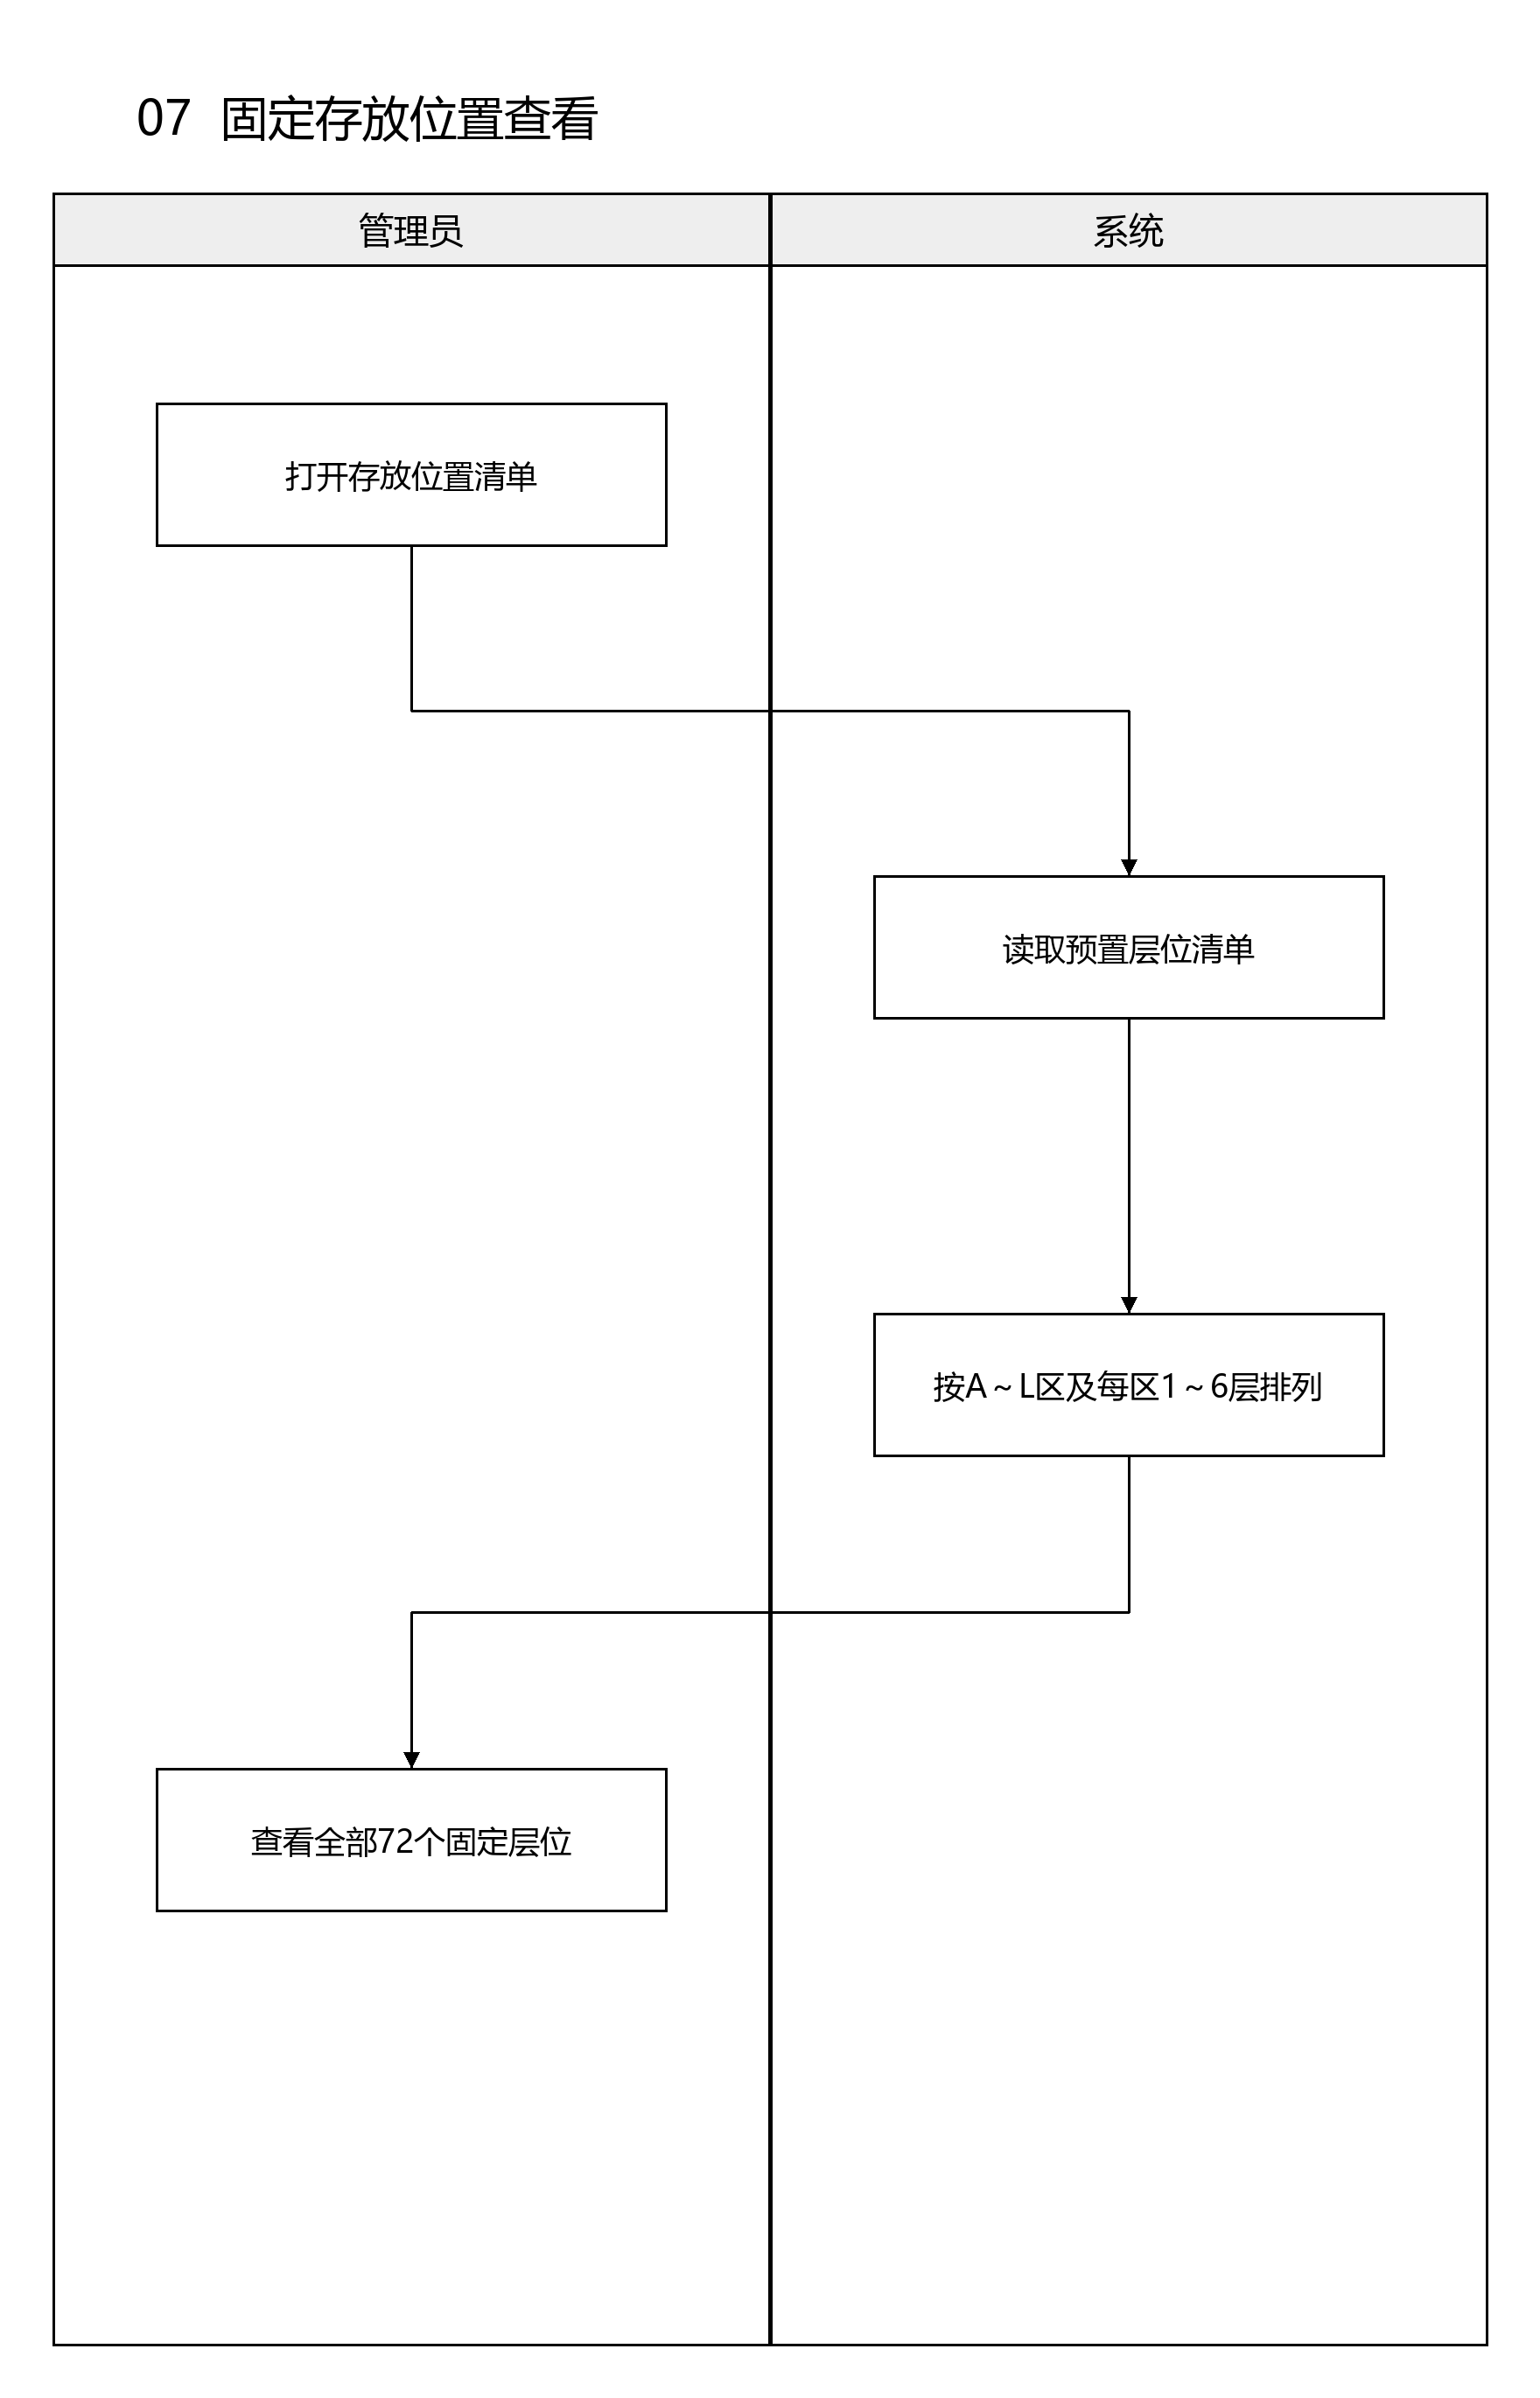 07 固定存放位置查看
管理员
系统
打开存放位置清单
读取预置层位清单
按A～L区及每区1～6层排列
查看全部72个固定层位